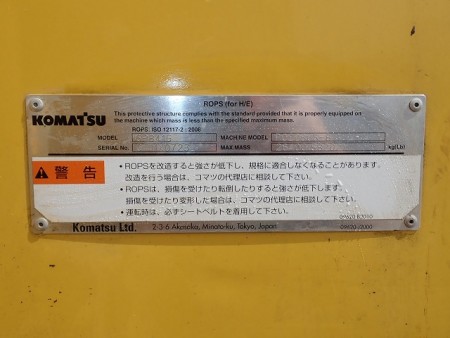 ROPS (for H/E)
KOMATSU
This protective structure complies with the standard provided that it is properly equipped on
the machine which mass is less than the specified maximum mass.
ROPS: ISO 12117-2 : 2008
MODEL MACHINE MODEL
SERIAL No. MAX MASS kg(Lb)
警告
・ROPSを改造すると強さが低下し、規格に適合しなくなることがあります。
改造を行う場合は、コマツの代理店に相談して下さい。
・ROPSは、損傷を受けたり転倒したりすると強さが低下します。
損傷を受けたり変形した場合は、コマツの代理店に相談して下さい。
・運転時は、必ずシートベルトを着用して下さい。
09620-B2000
Komatsu Ltd. 2-3-6 Akasaka, Minato-ku, Tokyo, Japan